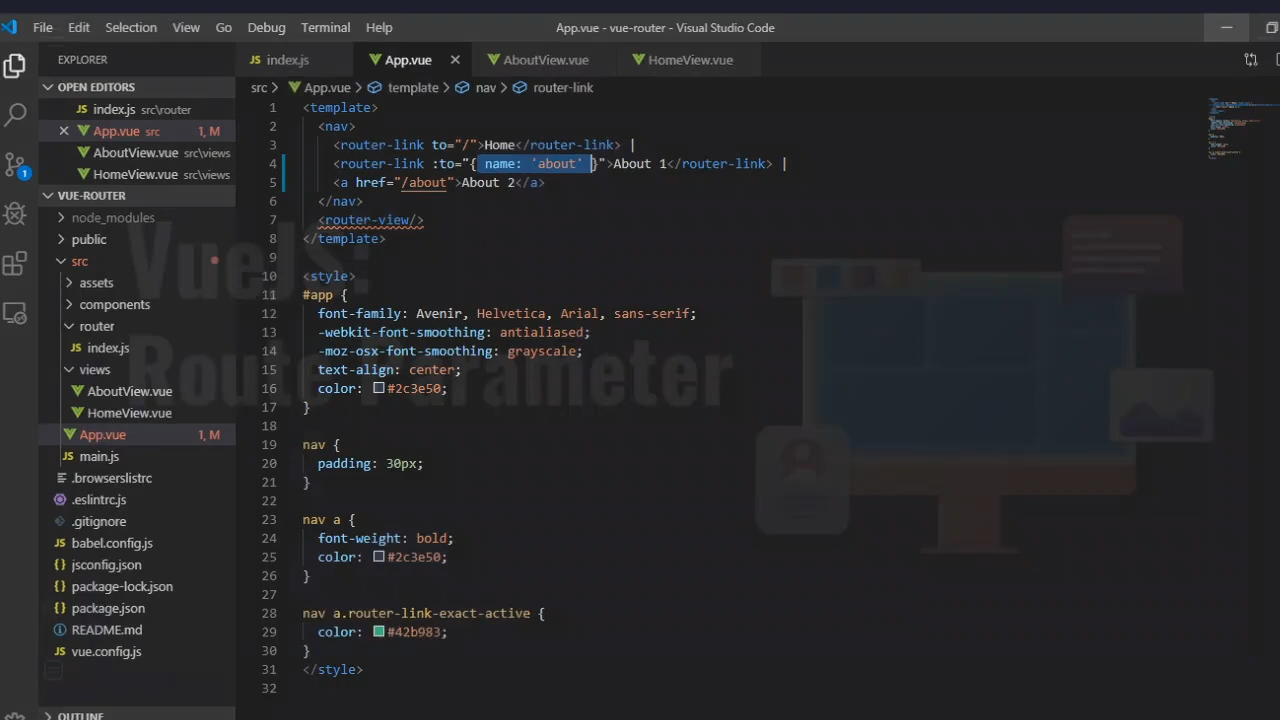 File Edit Selection View Go Debug Terminal Help App.vue - vue-router - Visual Studio Code
EXPLORER
OPEN EDITORS
JS index.js src\router
App.vue src 1, M
AboutView.vue src\views
HomeView.vue src\views
VUE-ROUTER
node_modules
public
src
assets
components
router
JS index.js
views
AboutView.vue
HomeView.vue
App.vue 1, M
JS main.js
.browserslistrc
.eslintrc.js
.gitignore
babel.config.js
jsconfig.json
package-lock.json
package.json
README.md
JS vue.config.js
OUTLINE
1
JS index.js App.vue AboutView.vue HomeView.vue
src App.vue template nav router-link
1 <template>
2 <nav>
3 <router-link to="/">Home</router-link> |
4 <router-link :to="{ name: 'about' }">About 1</router-link> |
5 <a href="/about">About 2</a>
6 </nav>
7 <router-view/>
8 </template>
9
10 <style>
11 #app {
12 font-family: Avenir, Helvetica, Arial, sans-serif;
13 -webkit-font-smoothing: antialiased;
14 -moz-osx-font-smoothing: grayscale;
15 text-align: center;
16 color: #2c3e50;
17 }
18
19 nav {
20 padding: 30px;
21 }
22
23 nav a {
24 font-weight: bold;
25 color: #2c3e50;
26 }
27
28 nav a.router-link-exact-active {
29 color: #42b983;
30 }
31 </style>
32
VueJS:
Route Parameter